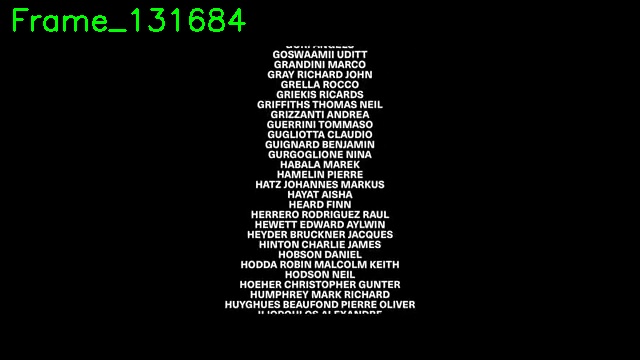 Frame_131684
GOSWAAMII UDITT
GRANDINI MARCO
GRAY RICHARD JOHN
GRELLA ROCCO
GRIEKIS RICARDS
GRIFFITHS THOMAS NEIL
GRIZZANTI ANDREA
GUERRINI TOMMASO
GUGLIOTTA CLAUDIO
GUIGNARD BENJAMIN
GURGOGLIONE NINA
HABALA MAREK
HAMELIN PIERRE
HATZ JOHANNES MARKUS
HAYAT AISHA
HEARD FINN
HERRERO RODRIGUEZ RAUL
HEWETT EDWARD AYLWIN
HEYDER BRUCKNER JACQUES
HINTON CHARLIE JAMES
HOBSON DANIEL
HODDA ROBIN MALCOLM KEITH
HODSON NEIL
HOEHER CHRISTOPHER GUNTER
HUMPHREY MARK RICHARD
HUYGHUES BEAUFOND PIERRE OLIVER